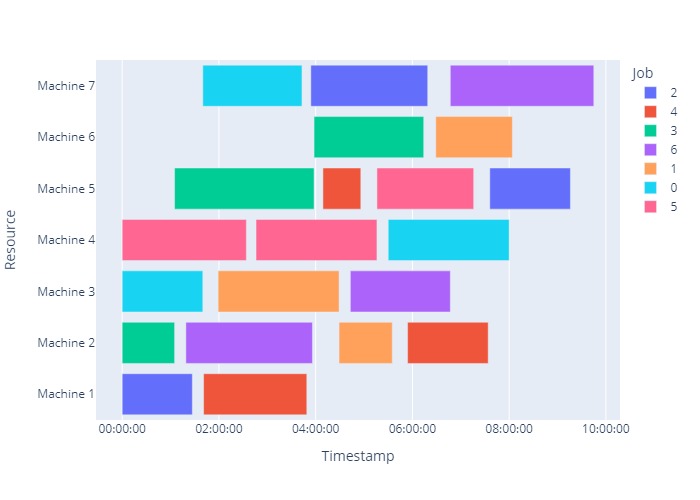 Job
2
4
3
6
1
0
5
Resource
Machine 7
Machine 6
Machine 5
Machine 4
Machine 3
Machine 2
Machine 1
00:00:00 02:00:00 04:00:00 06:00:00 08:00:00 10:00:00
Timestamp